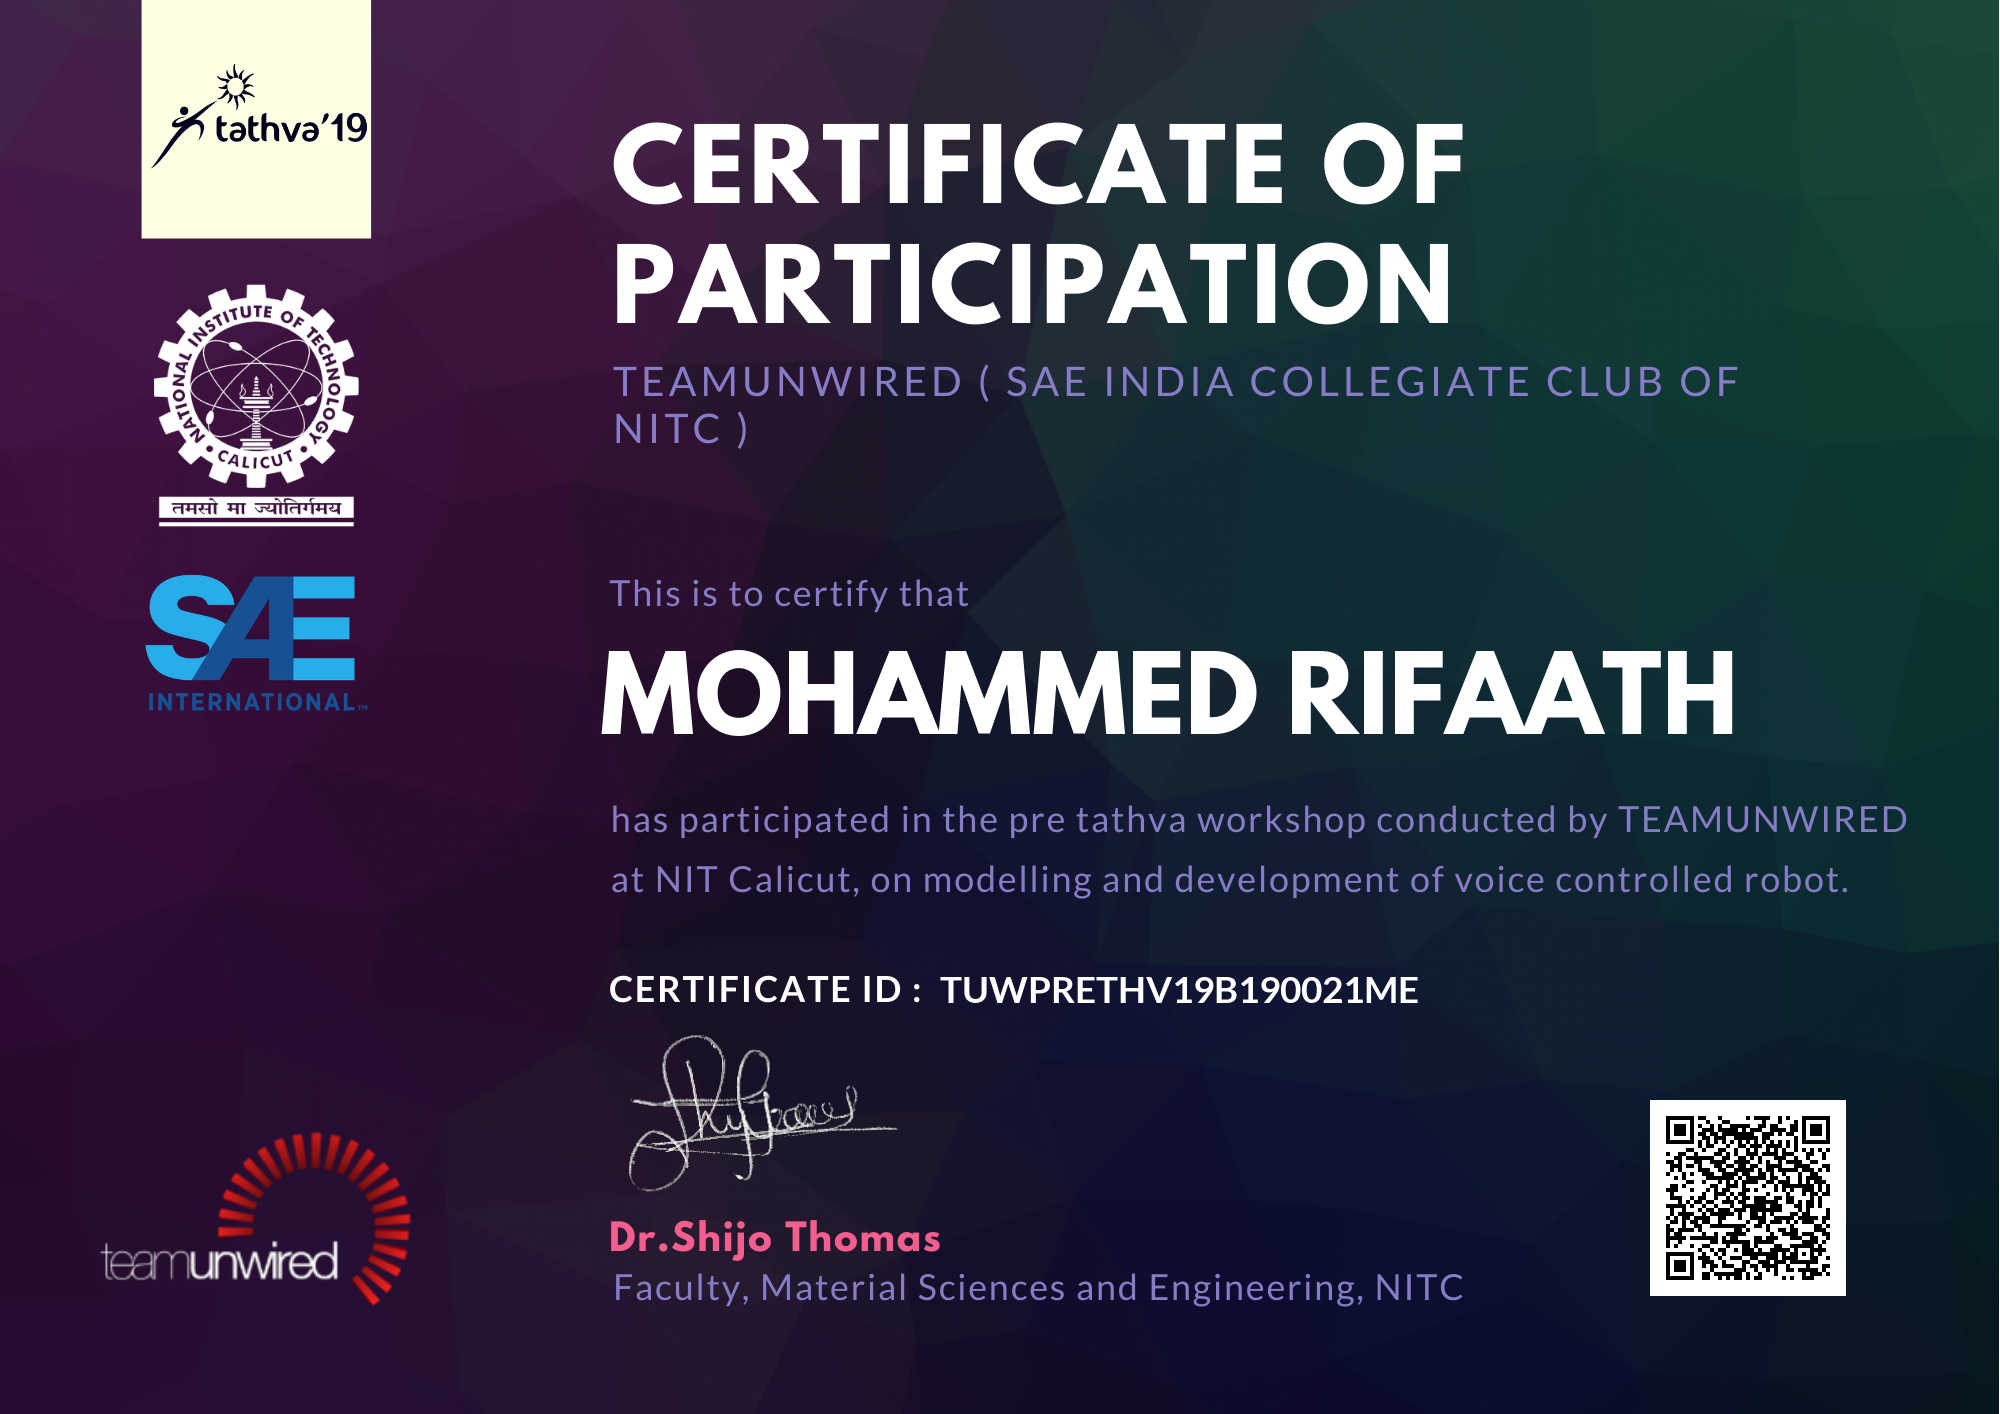 tathva'19
NATIONAL INSTITUTE OF TECHNOLOGY
• CALICUT •
तमसो मा ज्योतिर्गमय
SAE
INTERNATIONAL™
CERTIFICATE OF
PARTICIPATION
TEAMUNWIRED ( SAE INDIA COLLEGIATE CLUB OF
NITC )
This is to certify that
MOHAMMED RIFAATH
has participated in the pre tathva workshop conducted by TEAMUNWIRED
at NIT Calicut, on modelling and development of voice controlled robot.
CERTIFICATE ID : TUWPRETHV19B190021ME
Dr.Shijo Thomas
Faculty, Material Sciences and Engineering, NITC
teamunwired